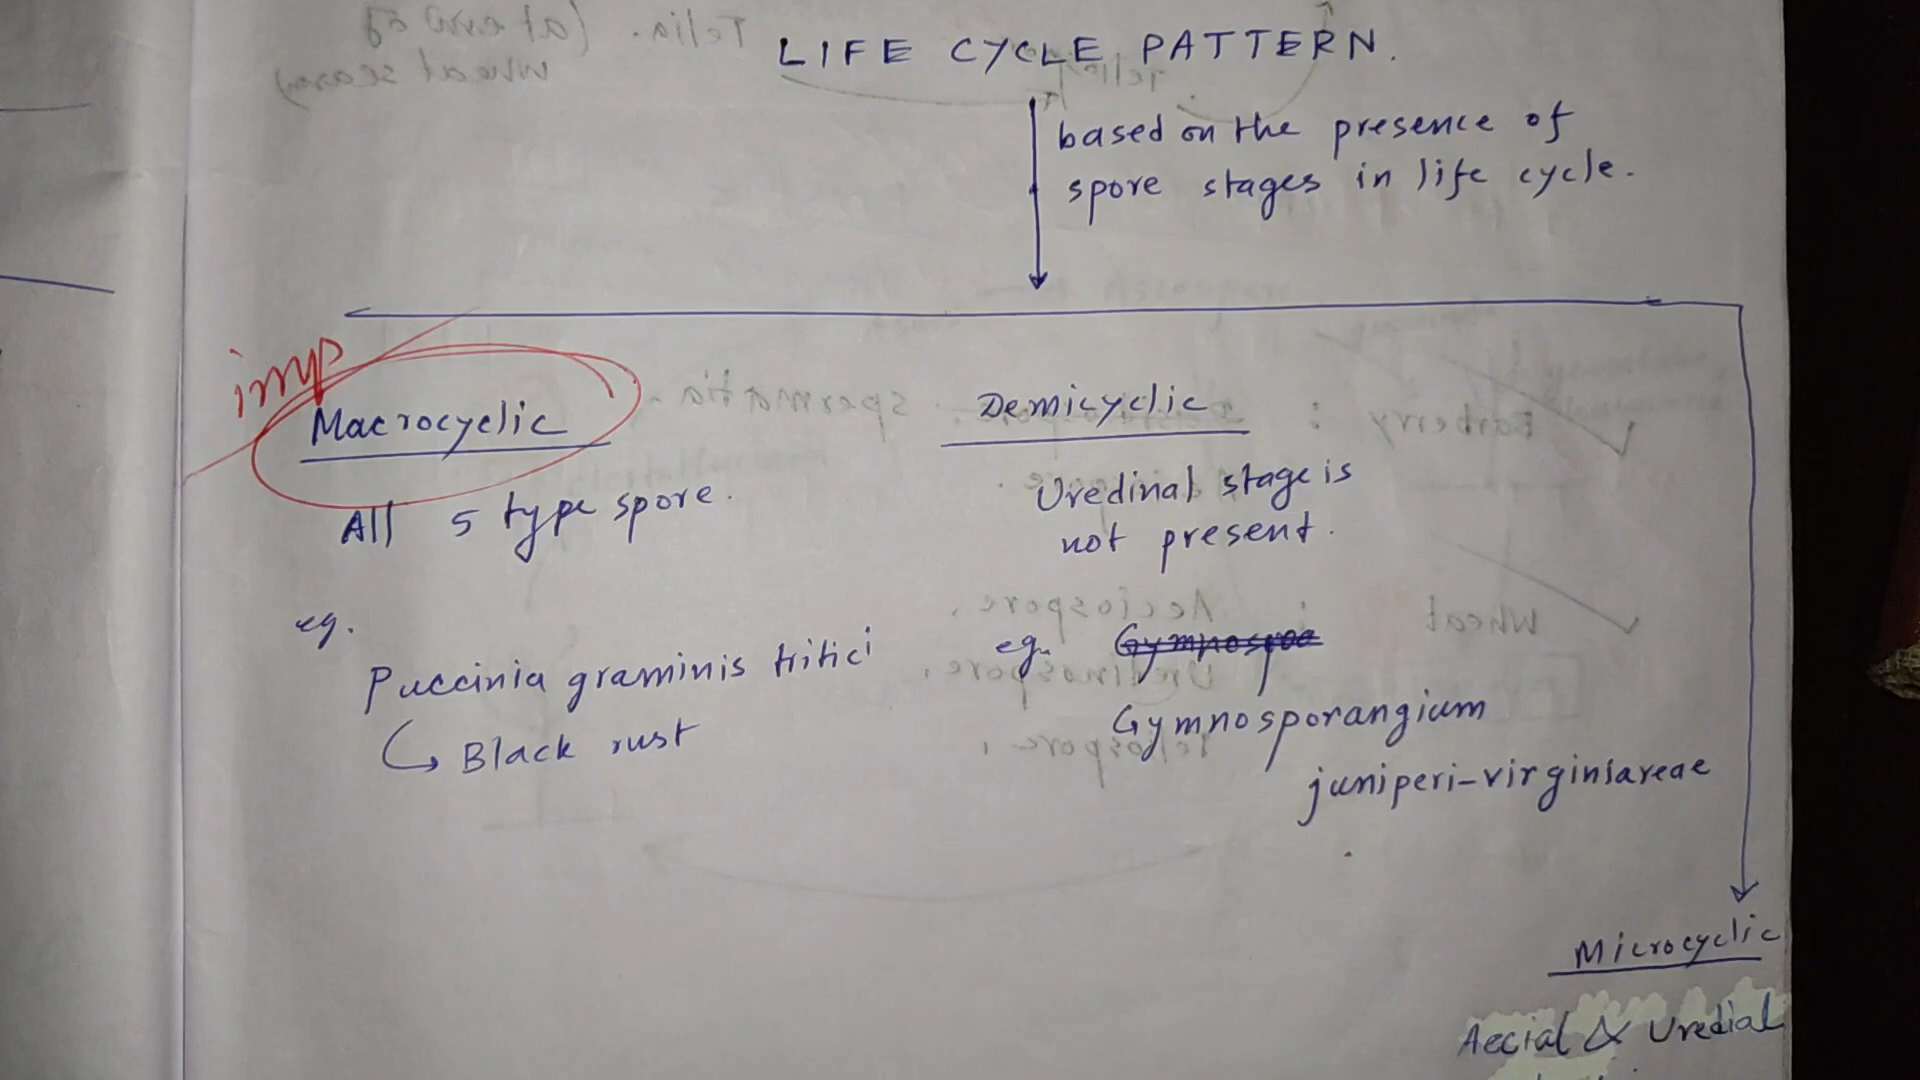 LIFE CYCLE PATTERN.
based on the presence of
spore stages in life cycle.
imp
Macrocyclic
All 5 type spore.
eg.
Puccinia graminis tritici
Black rust
Demicyclic
Uredinal stage is
not present.
eg.
Gymnosporangium
juniperi-virginiareae
Microcyclic
Aecial & Uredial